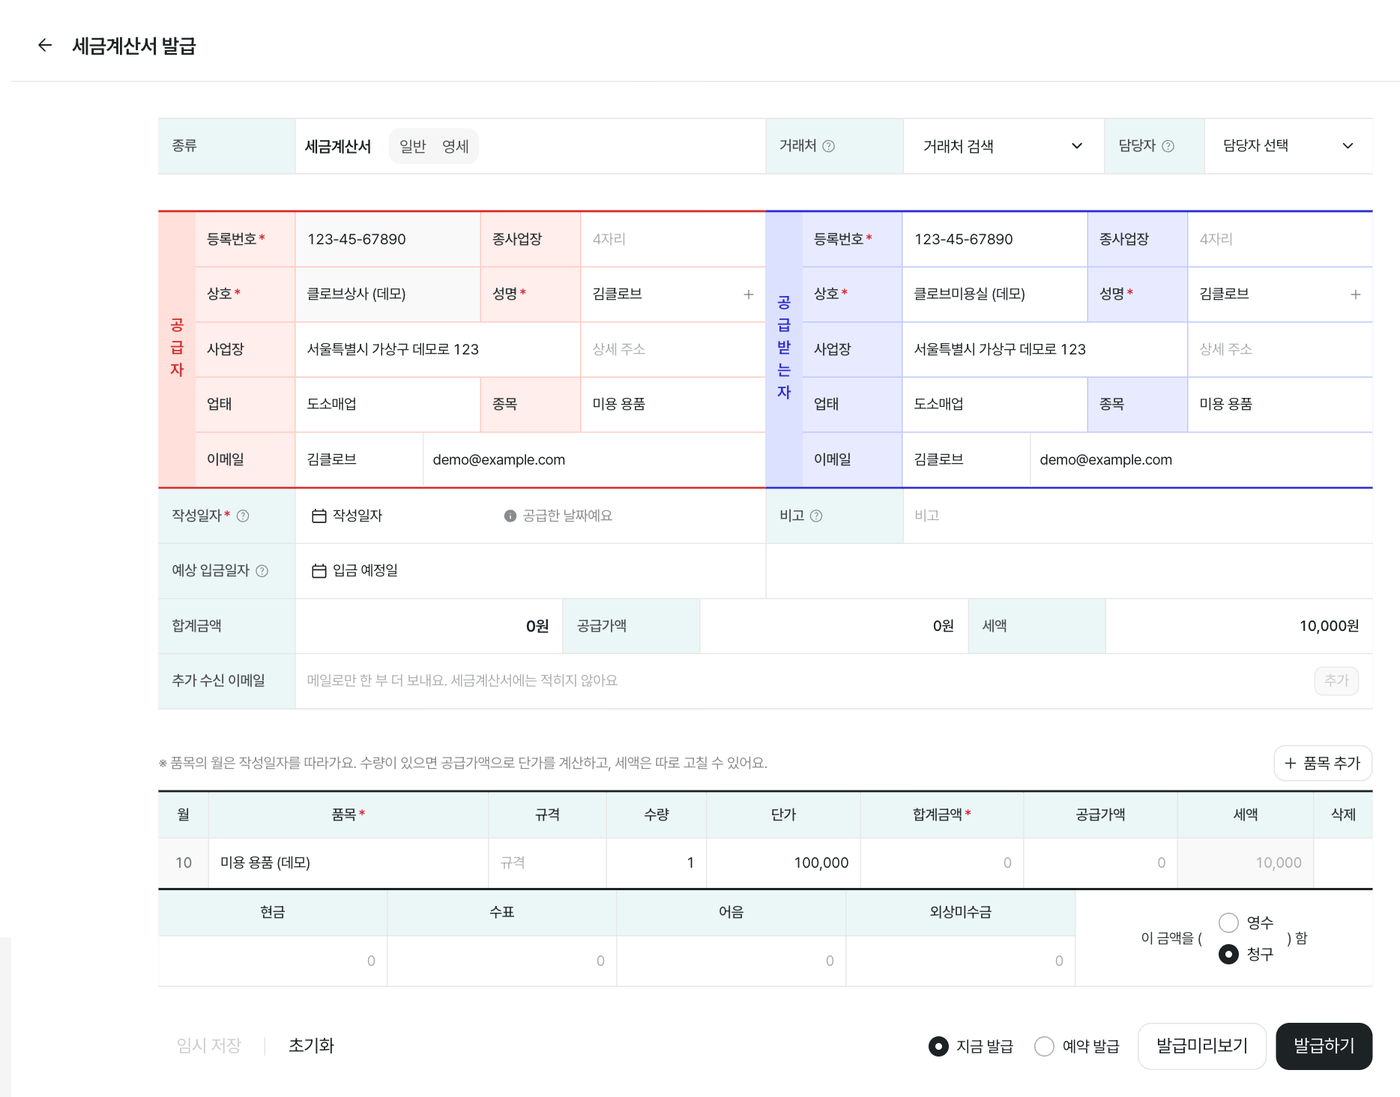 세금계산서 발급
종류 세금계산서 일반 영세 거래처 거래처 검색 담당자 담당자 선택
공급자
등록번호* 123-45-67890 종사업장 4자리
상호* 클로브상사 (데모) 성명* 김클로브 +
사업장 서울특별시 가상구 데모로 123 상세 주소
업태 도소매업 종목 미용 용품
이메일 김클로브 demo@example.com
공급받는자
등록번호* 123-45-67890 종사업장 4자리
상호* 클로브미용실 (데모) 성명* 김클로브 +
사업장 서울특별시 가상구 데모로 123 상세 주소
업태 도소매업 종목 미용 용품
이메일 김클로브 demo@example.com
작성일자* 작성일자 공급한 날짜예요 비고 비고
예상 입금일자 입금 예정일
합계금액 0원 공급가액 0원 세액 10,000원
추가 수신 이메일 메일로만 한 부 더 보내요. 세금계산서에는 적히지 않아요 추가
※ 품목의 월은 작성일자를 따라가요. 수량이 있으면 공급가액으로 단가를 계산하고, 세액은 따로 고칠 수 있어요. + 품목 추가
월 품목* 규격 수량 단가 합계금액* 공급가액 세액 삭제
10 미용 용품 (데모) 규격 1 100,000 0 0 10,000
현금 수표 어음 외상미수금
0 0 0 0
이 금액을 ( 영수 청구 ) 함
임시 저장 초기화 지금 발급 예약 발급 발급미리보기 발급하기